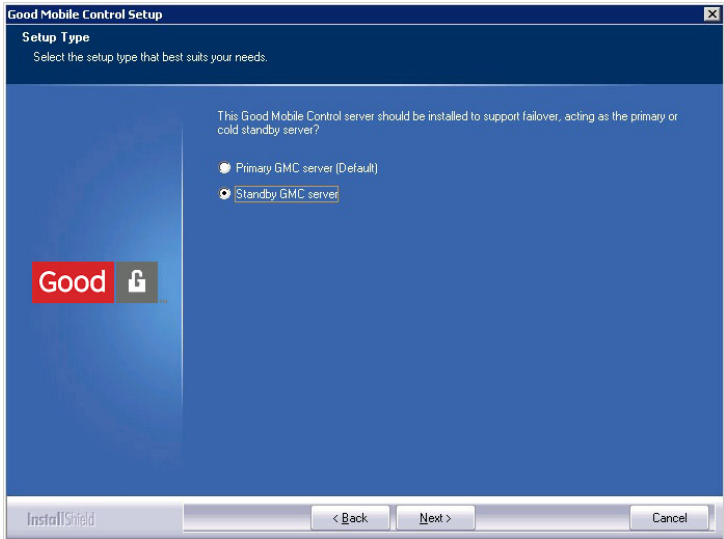 Good Mobile Control Setup
Setup Type
Select the setup type that best suits your needs.
This Good Mobile Control server should be installed to support failover, acting as the primary or
cold standby server?
Primary GMC server (Default)
Standby GMC server
Good
InstallShield
< Back
Next >
Cancel